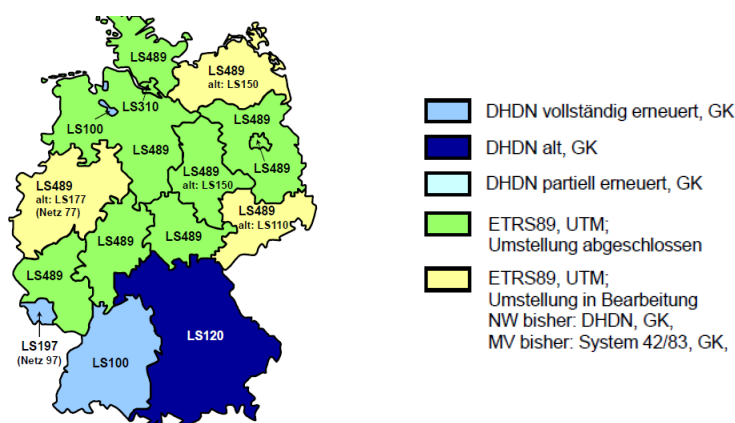 LS489
LS489
alt: LS150
LS310
LS100
LS489
LS489
LS489
alt: LS150
LS489
LS489
alt: LS177
(Netz 77)
LS489
alt: LS110
LS489
LS489
LS489
LS197
(Netz 97)
LS100
LS120
DHDN vollständig erneuert, GK
DHDN alt, GK
DHDN partiell erneuert, GK
ETRS89, UTM;
Umstellung abgeschlossen
ETRS89, UTM;
Umstellung in Bearbeitung
NW bisher: DHDN, GK,
MV bisher: System 42/83, GK,